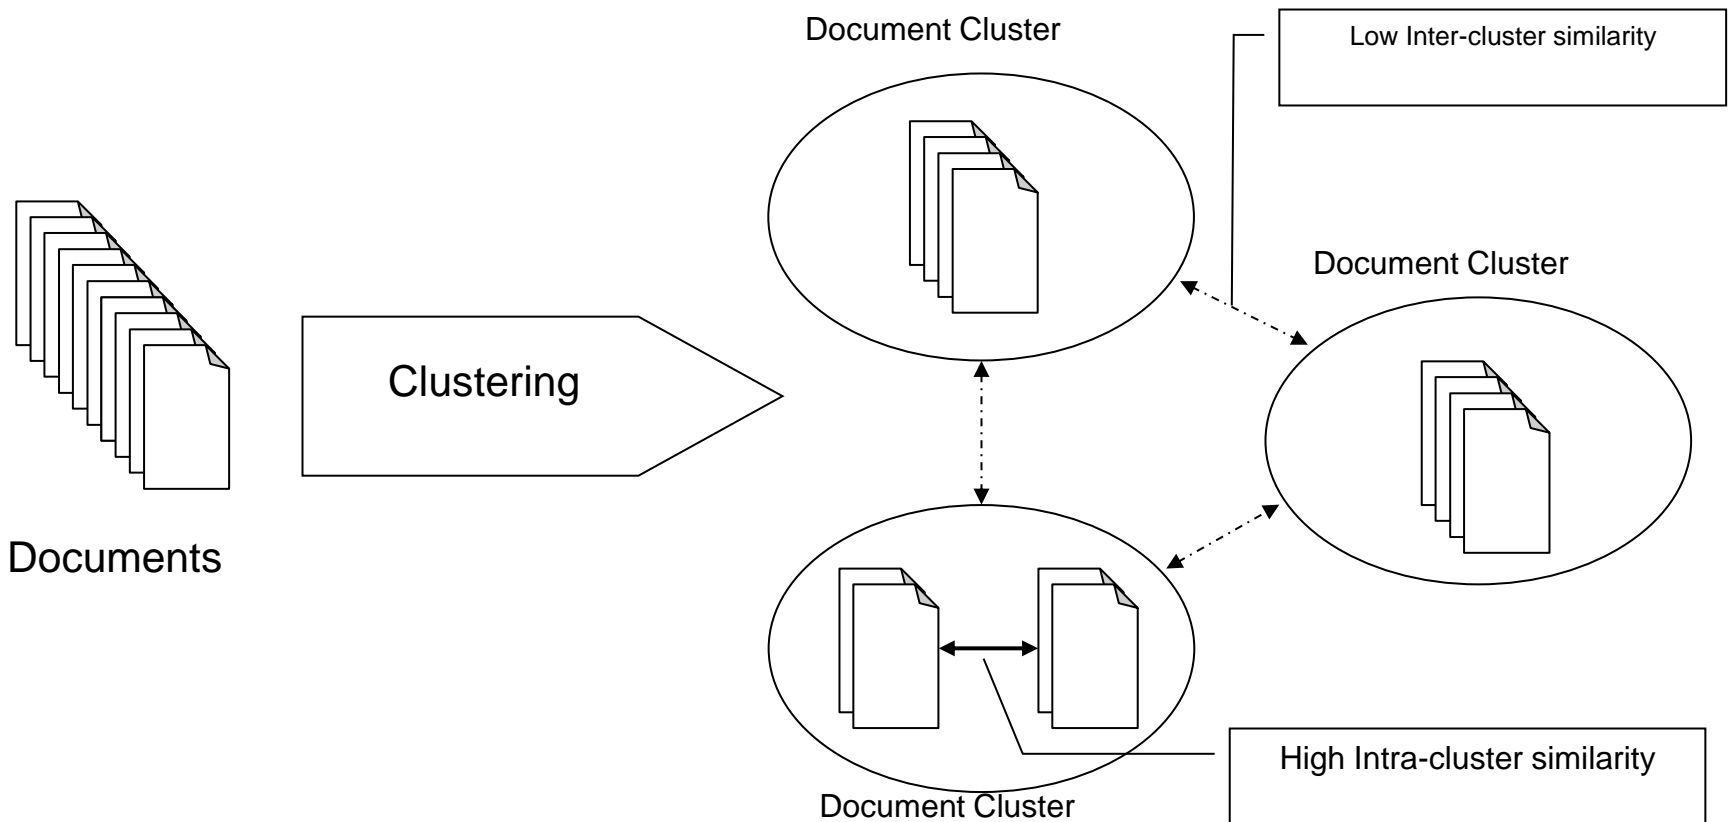 Document Cluster
Low Inter-cluster similarity
Document Cluster
Clustering
Documents
High Intra-cluster similarity
Document Cluster